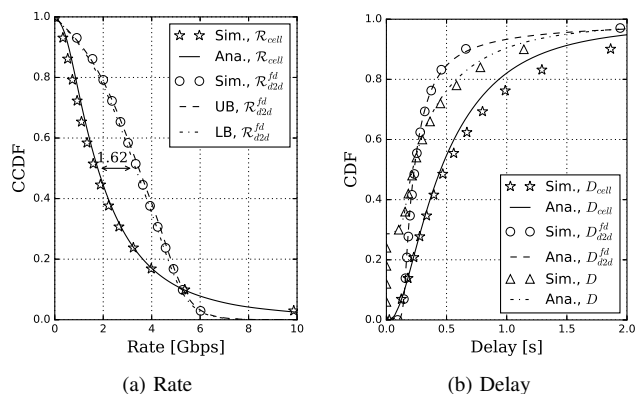 1.0
0.8
0.6
0.4
0.2
0.0
CCDF
0 2 4 6 8 10
Rate [Gbps]
1.62
Sim., R_cell
Ana., R_cell
Sim., R_d2d^fd
UB, R_d2d^fd
LB, R_d2d^fd
(a) Rate
1.0
0.8
0.6
0.4
0.2
0.0
CDF
0.0 0.5 1.0 1.5 2.0
Delay [s]
Sim., D_cell
Ana., D_cell
Sim., D_d2d^fd
Ana., D_d2d^fd
Sim., D
Ana., D
(b) Delay